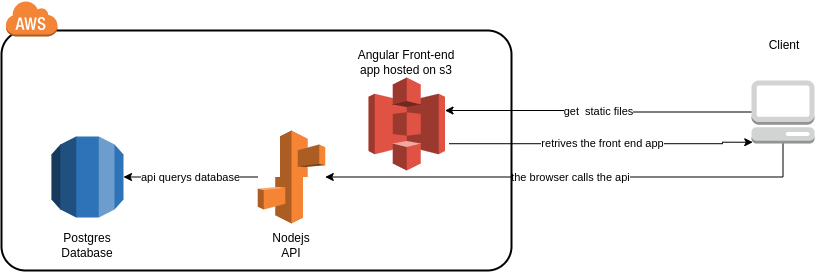 AWS
Angular Front-end
app hosted on s3
Client
get  static files
retrives the front end app
the browser calls the api
api querys database
Postgres
Database
Nodejs
API